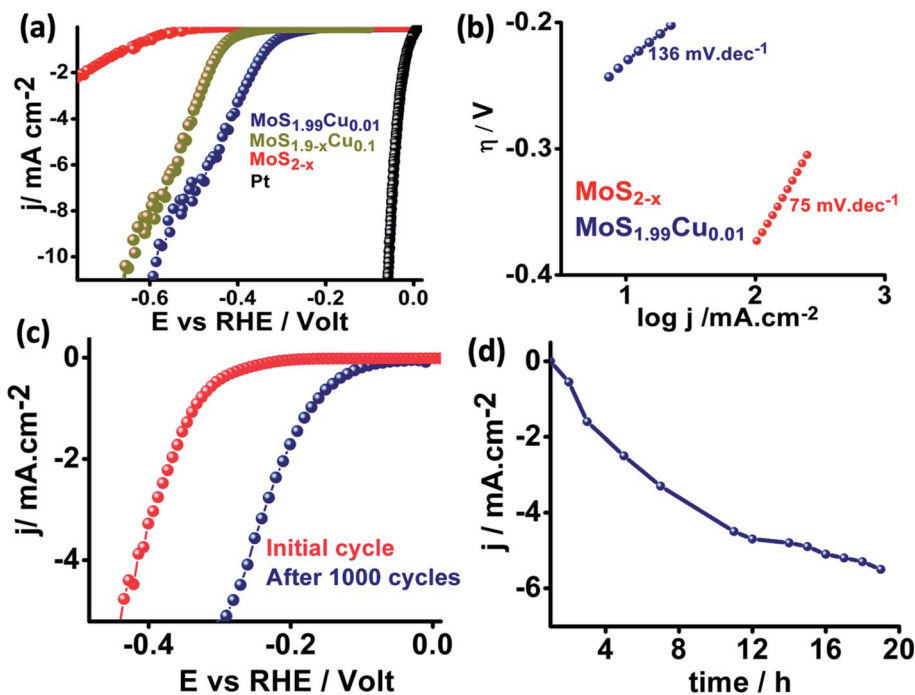 (a)
0
-2
-4
-6
-8
-10
j/ mA cm-2
MoS1.99Cu0.01
MoS1.9-xCu0.1
MoS2-x
Pt
-0.6
-0.4
-0.2
0.0
E vs RHE / Volt
(b)
-0.2
-0.3
-0.4
η / V
136 mV.dec-1
75 mV.dec-1
MoS2-x
MoS1.99Cu0.01
1
2
3
log j /mA.cm-2
(c)
0
-2
-4
j/ mA.cm-2
Initial cycle
After 1000 cycles
-0.4
-0.2
0.0
E vs RHE / Volt
(d)
0
-2
-4
-6
j / mA.cm-2
4
8
12
16
20
time / h